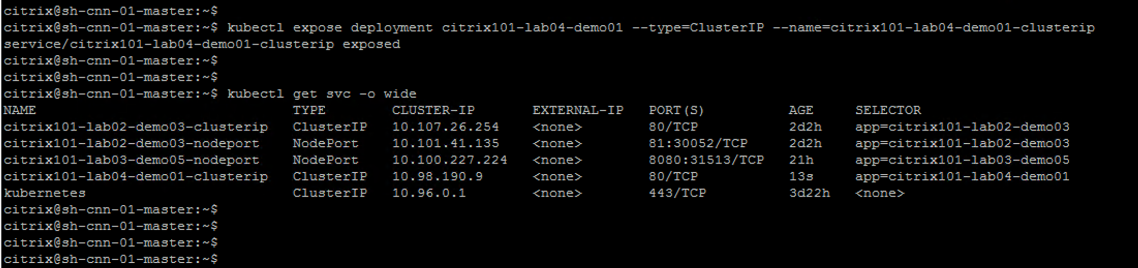 citrix@sh-cnn-01-master:~$
citrix@sh-cnn-01-master:~$ kubectl expose deployment citrix101-lab04-demo01 --type=ClusterIP --name=citrix101-lab04-demo01-clusterip
service/citrix101-lab04-demo01-clusterip exposed
citrix@sh-cnn-01-master:~$
citrix@sh-cnn-01-master:~$
citrix@sh-cnn-01-master:~$ kubectl get svc -o wide
NAME TYPE CLUSTER-IP EXTERNAL-IP PORT(S) AGE SELECTOR
citrix101-lab02-demo03-clusterip ClusterIP 10.107.26.254 <none> 80/TCP 2d2h app=citrix101-lab02-demo03
citrix101-lab02-demo03-nodeport NodePort 10.101.41.135 <none> 81:30052/TCP 2d2h app=citrix101-lab02-demo03
citrix101-lab03-demo05-nodeport NodePort 10.100.227.224 <none> 8080:31513/TCP 21h app=citrix101-lab03-demo05
citrix101-lab04-demo01-clusterip ClusterIP 10.98.190.9 <none> 80/TCP 13s app=citrix101-lab04-demo01
kubernetes ClusterIP 10.96.0.1 <none> 443/TCP 3d22h <none>
citrix@sh-cnn-01-master:~$
citrix@sh-cnn-01-master:~$
citrix@sh-cnn-01-master:~$
citrix@sh-cnn-01-master:~$